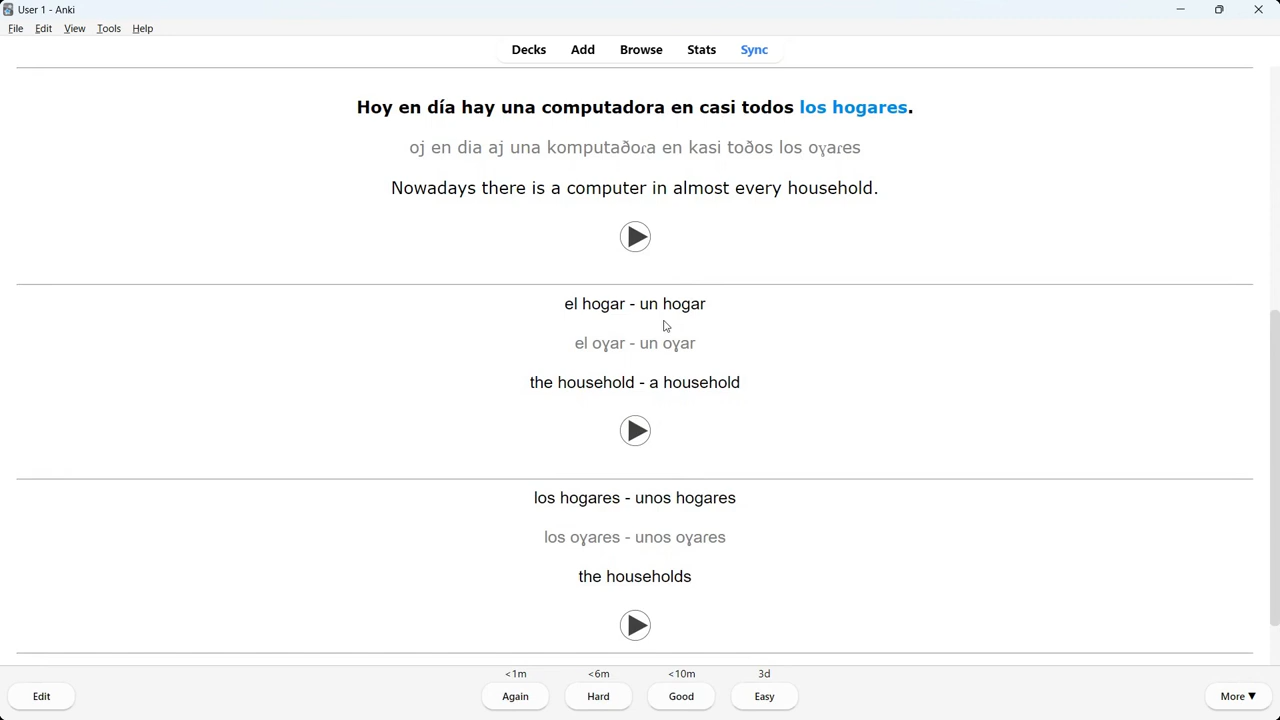 User 1 - Anki
File Edit View Tools Help
Decks Add Browse Stats Sync
Hoy en día hay una computadora en casi todos los hogares.
oj en dia aj una komputaðoɾa en kasi toðos los oɣaɾes
Nowadays there is a computer in almost every household.
el hogar - un hogar
el oɣar - un oɣar
the household - a household
los hogares - unos hogares
los oɣaɾes - unos oɣaɾes
the households
<1m <6m <10m 3d
Edit Again Hard Good Easy More ▼